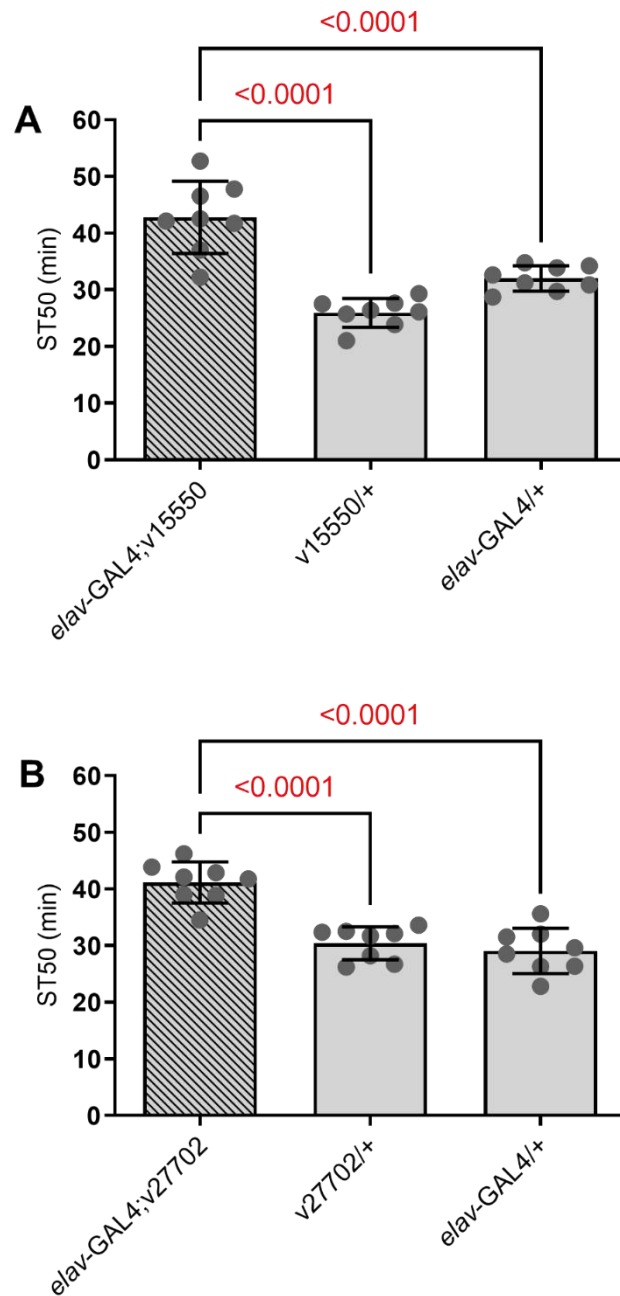 <0.0001
<0.0001
A
60
50
40
30
20
10
0
ST50 (min)
elav-GAL4;v15550
v15550/+
elav-GAL4/+
<0.0001
<0.0001
B
60
50
40
30
20
10
0
ST50 (min)
elav-GAL4;v27702
v27702/+
elav-GAL4/+